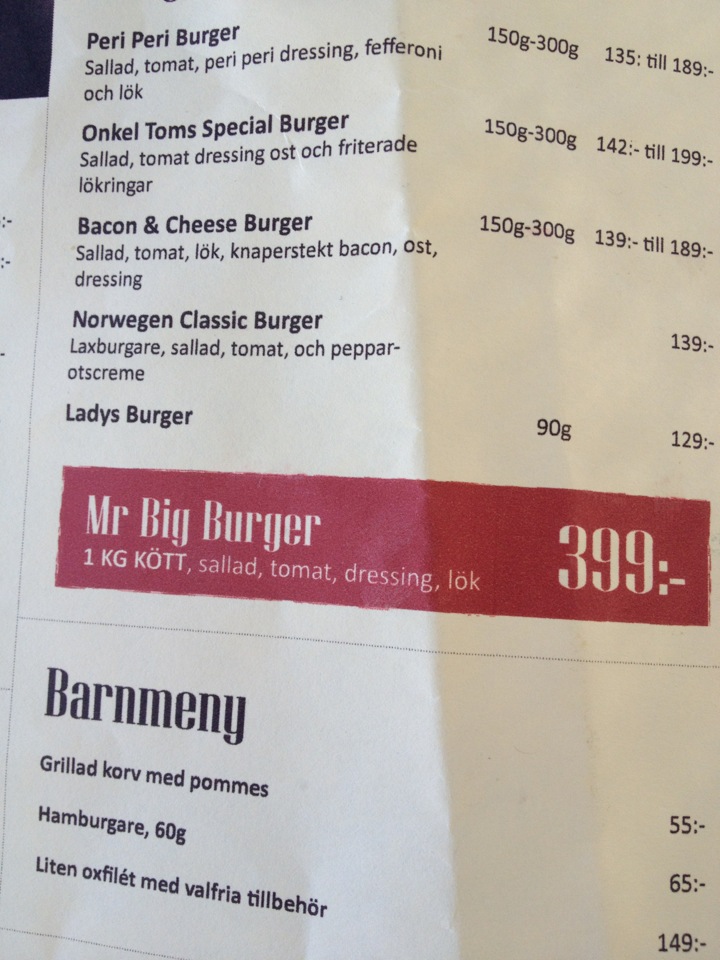 Peri Peri Burger 150g-300g 135: till 189:-
Sallad, tomat, peri peri dressing, fefferoni
och lök
Onkel Toms Special Burger 150g-300g 142:- till 199:-
Sallad, tomat dressing ost och friterade
lökringar
Bacon & Cheese Burger 150g-300g 139:- till 189:-
Sallad, tomat, lök, knaperstekt bacon, ost,
dressing
Norwegen Classic Burger 139:-
Laxburgare, sallad, tomat, och peppar-
otscreme
Ladys Burger 90g 129:-
Mr Big Burger 399:-
1 KG KÖTT, sallad, tomat, dressing, lök
Barnmeny
Grillad korv med pommes 55:-
Hamburgare, 60g 65:-
Liten oxfilét med valfria tillbehör 149:-